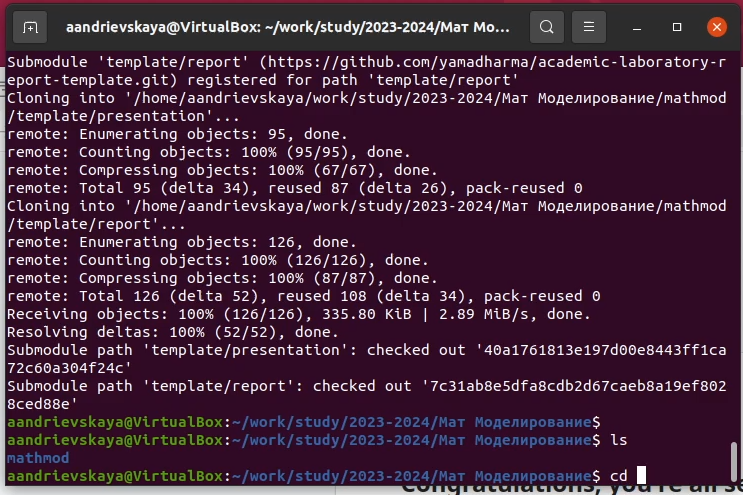 aandrievskaya@VirtualBox: ~/work/study/2023-2024/Мат Мо...
Submodule 'template/report' (https://github.com/yamadharma/academic-laboratory-r
eport-template.git) registered for path 'template/report'
Cloning into '/home/aandrievskaya/work/study/2023-2024/Мат Моделирование/mathmod
/template/presentation'...
remote: Enumerating objects: 95, done.
remote: Counting objects: 100% (95/95), done.
remote: Compressing objects: 100% (67/67), done.
remote: Total 95 (delta 34), reused 87 (delta 26), pack-reused 0
Cloning into '/home/aandrievskaya/work/study/2023-2024/Мат Моделирование/mathmod
/template/report'...
remote: Enumerating objects: 126, done.
remote: Counting objects: 100% (126/126), done.
remote: Compressing objects: 100% (87/87), done.
remote: Total 126 (delta 52), reused 108 (delta 34), pack-reused 0
Receiving objects: 100% (126/126), 335.80 KiB | 2.89 MiB/s, done.
Resolving deltas: 100% (52/52), done.
Submodule path 'template/presentation': checked out '40a1761813e197d00e8443ff1ca
72c60a304f24c'
Submodule path 'template/report': checked out '7c31ab8e5dfa8cdb2d67caeb8a19ef802
8ced88e'
aandrievskaya@VirtualBox:~/work/study/2023-2024/Мат Моделирование$
aandrievskaya@VirtualBox:~/work/study/2023-2024/Мат Моделирование$ ls
mathmod
aandrievskaya@VirtualBox:~/work/study/2023-2024/Мат Моделирование$ cd
Congratulations, you're all se